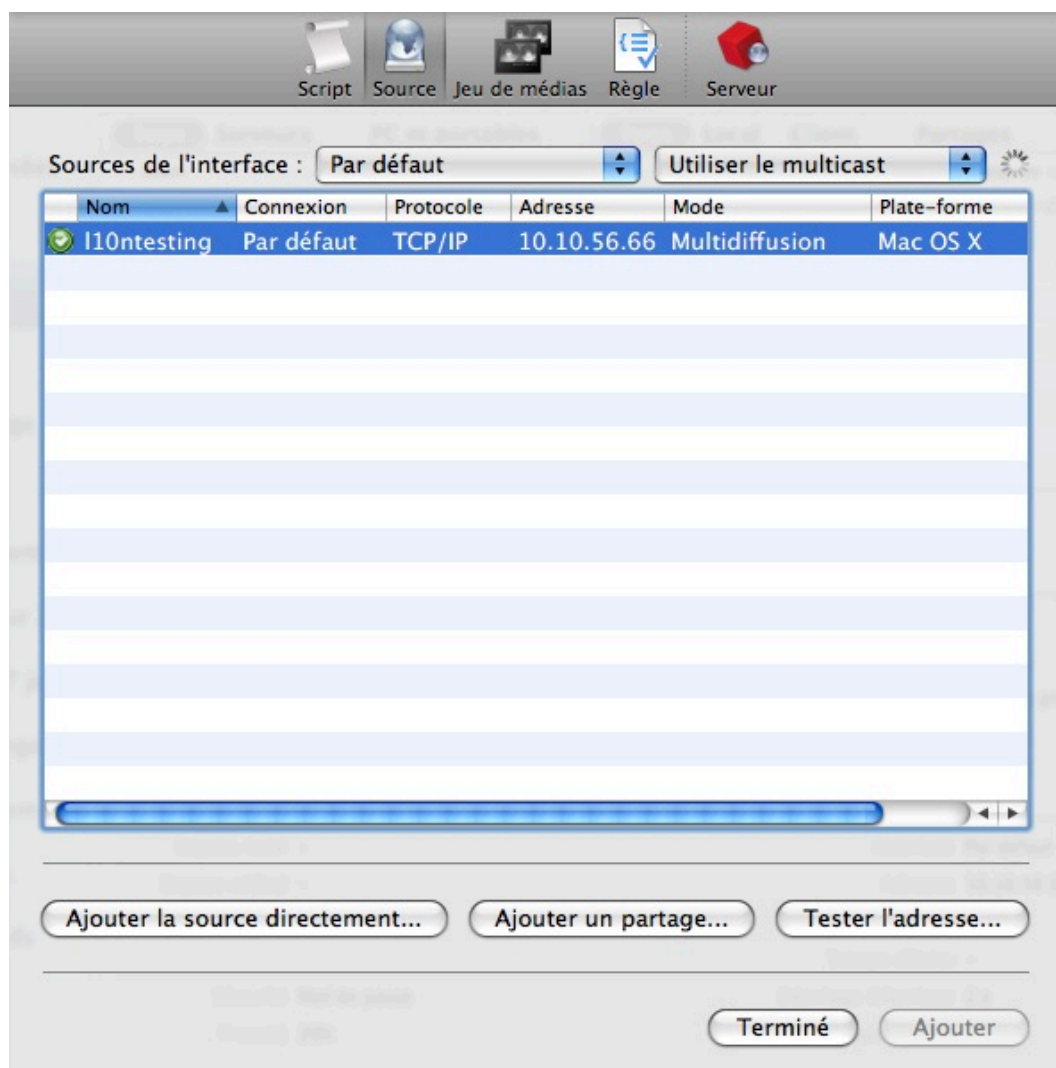 Script Source Jeu de médias Règle Serveur
Sources de l'interface : Par défaut Utiliser le multicast
Nom Connexion Protocole Adresse Mode Plate-forme
l10ntesting Par défaut TCP/IP 10.10.56.66 Multidiffusion Mac OS X
Ajouter la source directement... Ajouter un partage... Tester l'adresse...
Terminé Ajouter